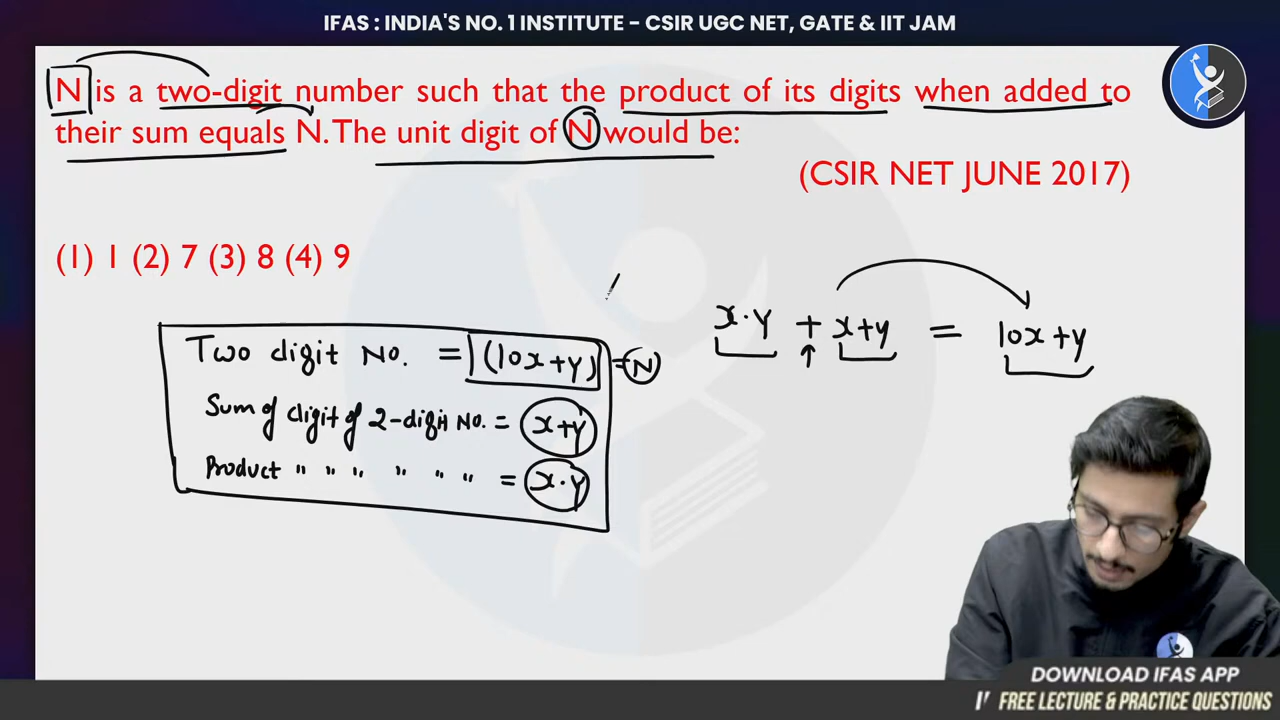 IFAS : INDIA'S NO. 1 INSTITUTE – CSIR UGC NET, GATE & IIT JAM
N is a two-digit number such that the product of its digits when added to
their sum equals N. The unit digit of N would be:
(CSIR NET JUNE 2017)
(1) 1 (2) 7 (3) 8 (4) 9
x·y + x+y = 10x+y
Two digit No. = (10x+y) = N
Sum of digit of 2-digit No. = x+y
Product " " " " " " = x·y
DOWNLOAD IFAS APP
FREE LECTURE & PRACTICE QUESTIONS